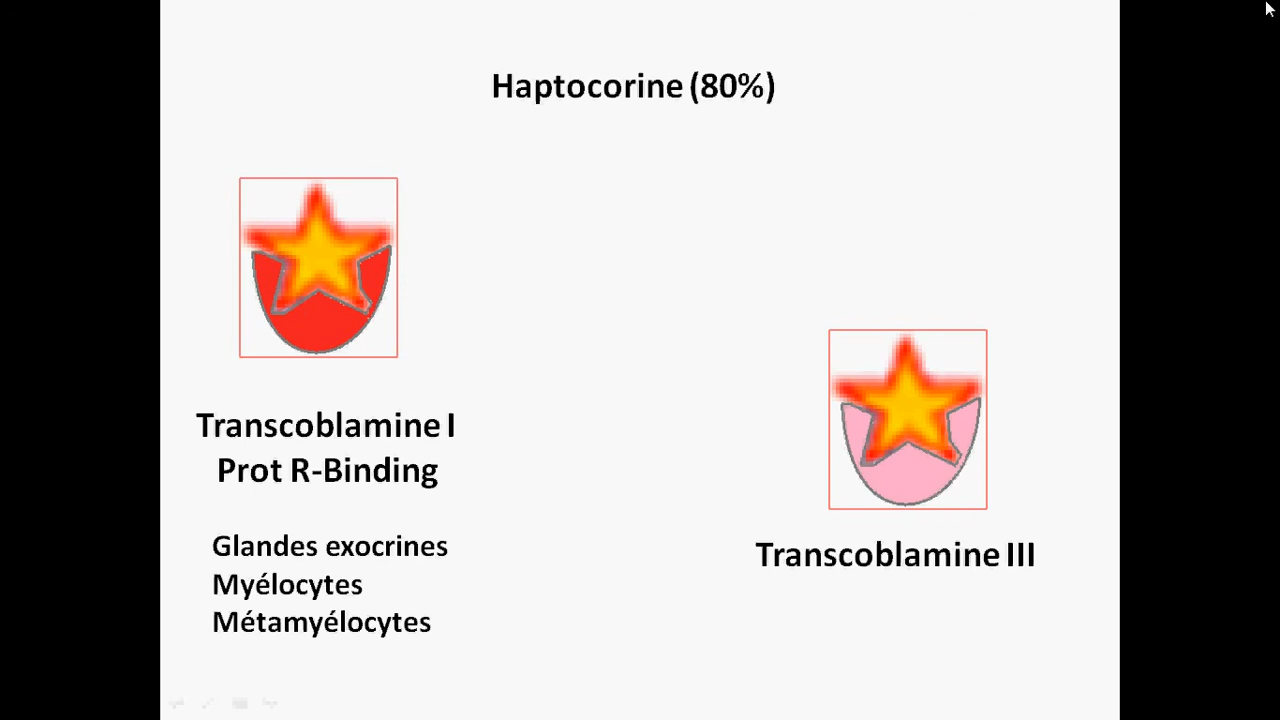 Haptocorine (80%)
Transcoblamine I
Prot R-Binding
Glandes exocrines
Myélocytes
Métamyélocytes
Transcoblamine III